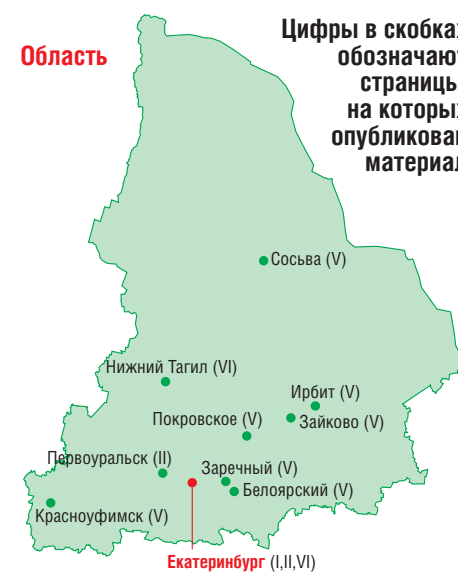 Область
Цифры в скобках
обозначают
страницы,
на которых
опубликован
материал
Сосьва (V)
Нижний Тагил (VI)
Ирбит (V)
Покровское (V)
Зайково (V)
Первоуральск (II)
Заречный (V)
Белоярский (V)
Красноуфимск (V)
Екатеринбург (I,II,VI)